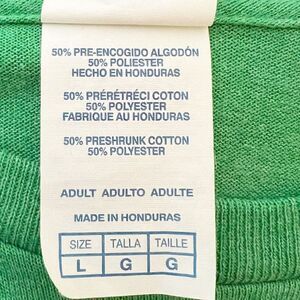 50% PRE-ENCOGIDO ALGODÓN
50% POLIESTER
HECHO EN HONDURAS
50% PRÉRÉTRÉCI COTON
50% POLYESTER
FABRIQUE AU HONDURAS
50% PRESHRUNK COTTON
50% POLYESTER
ADULT ADULTO ADULTE
MADE IN HONDURAS
SIZE TALLA TAILLE
L G G